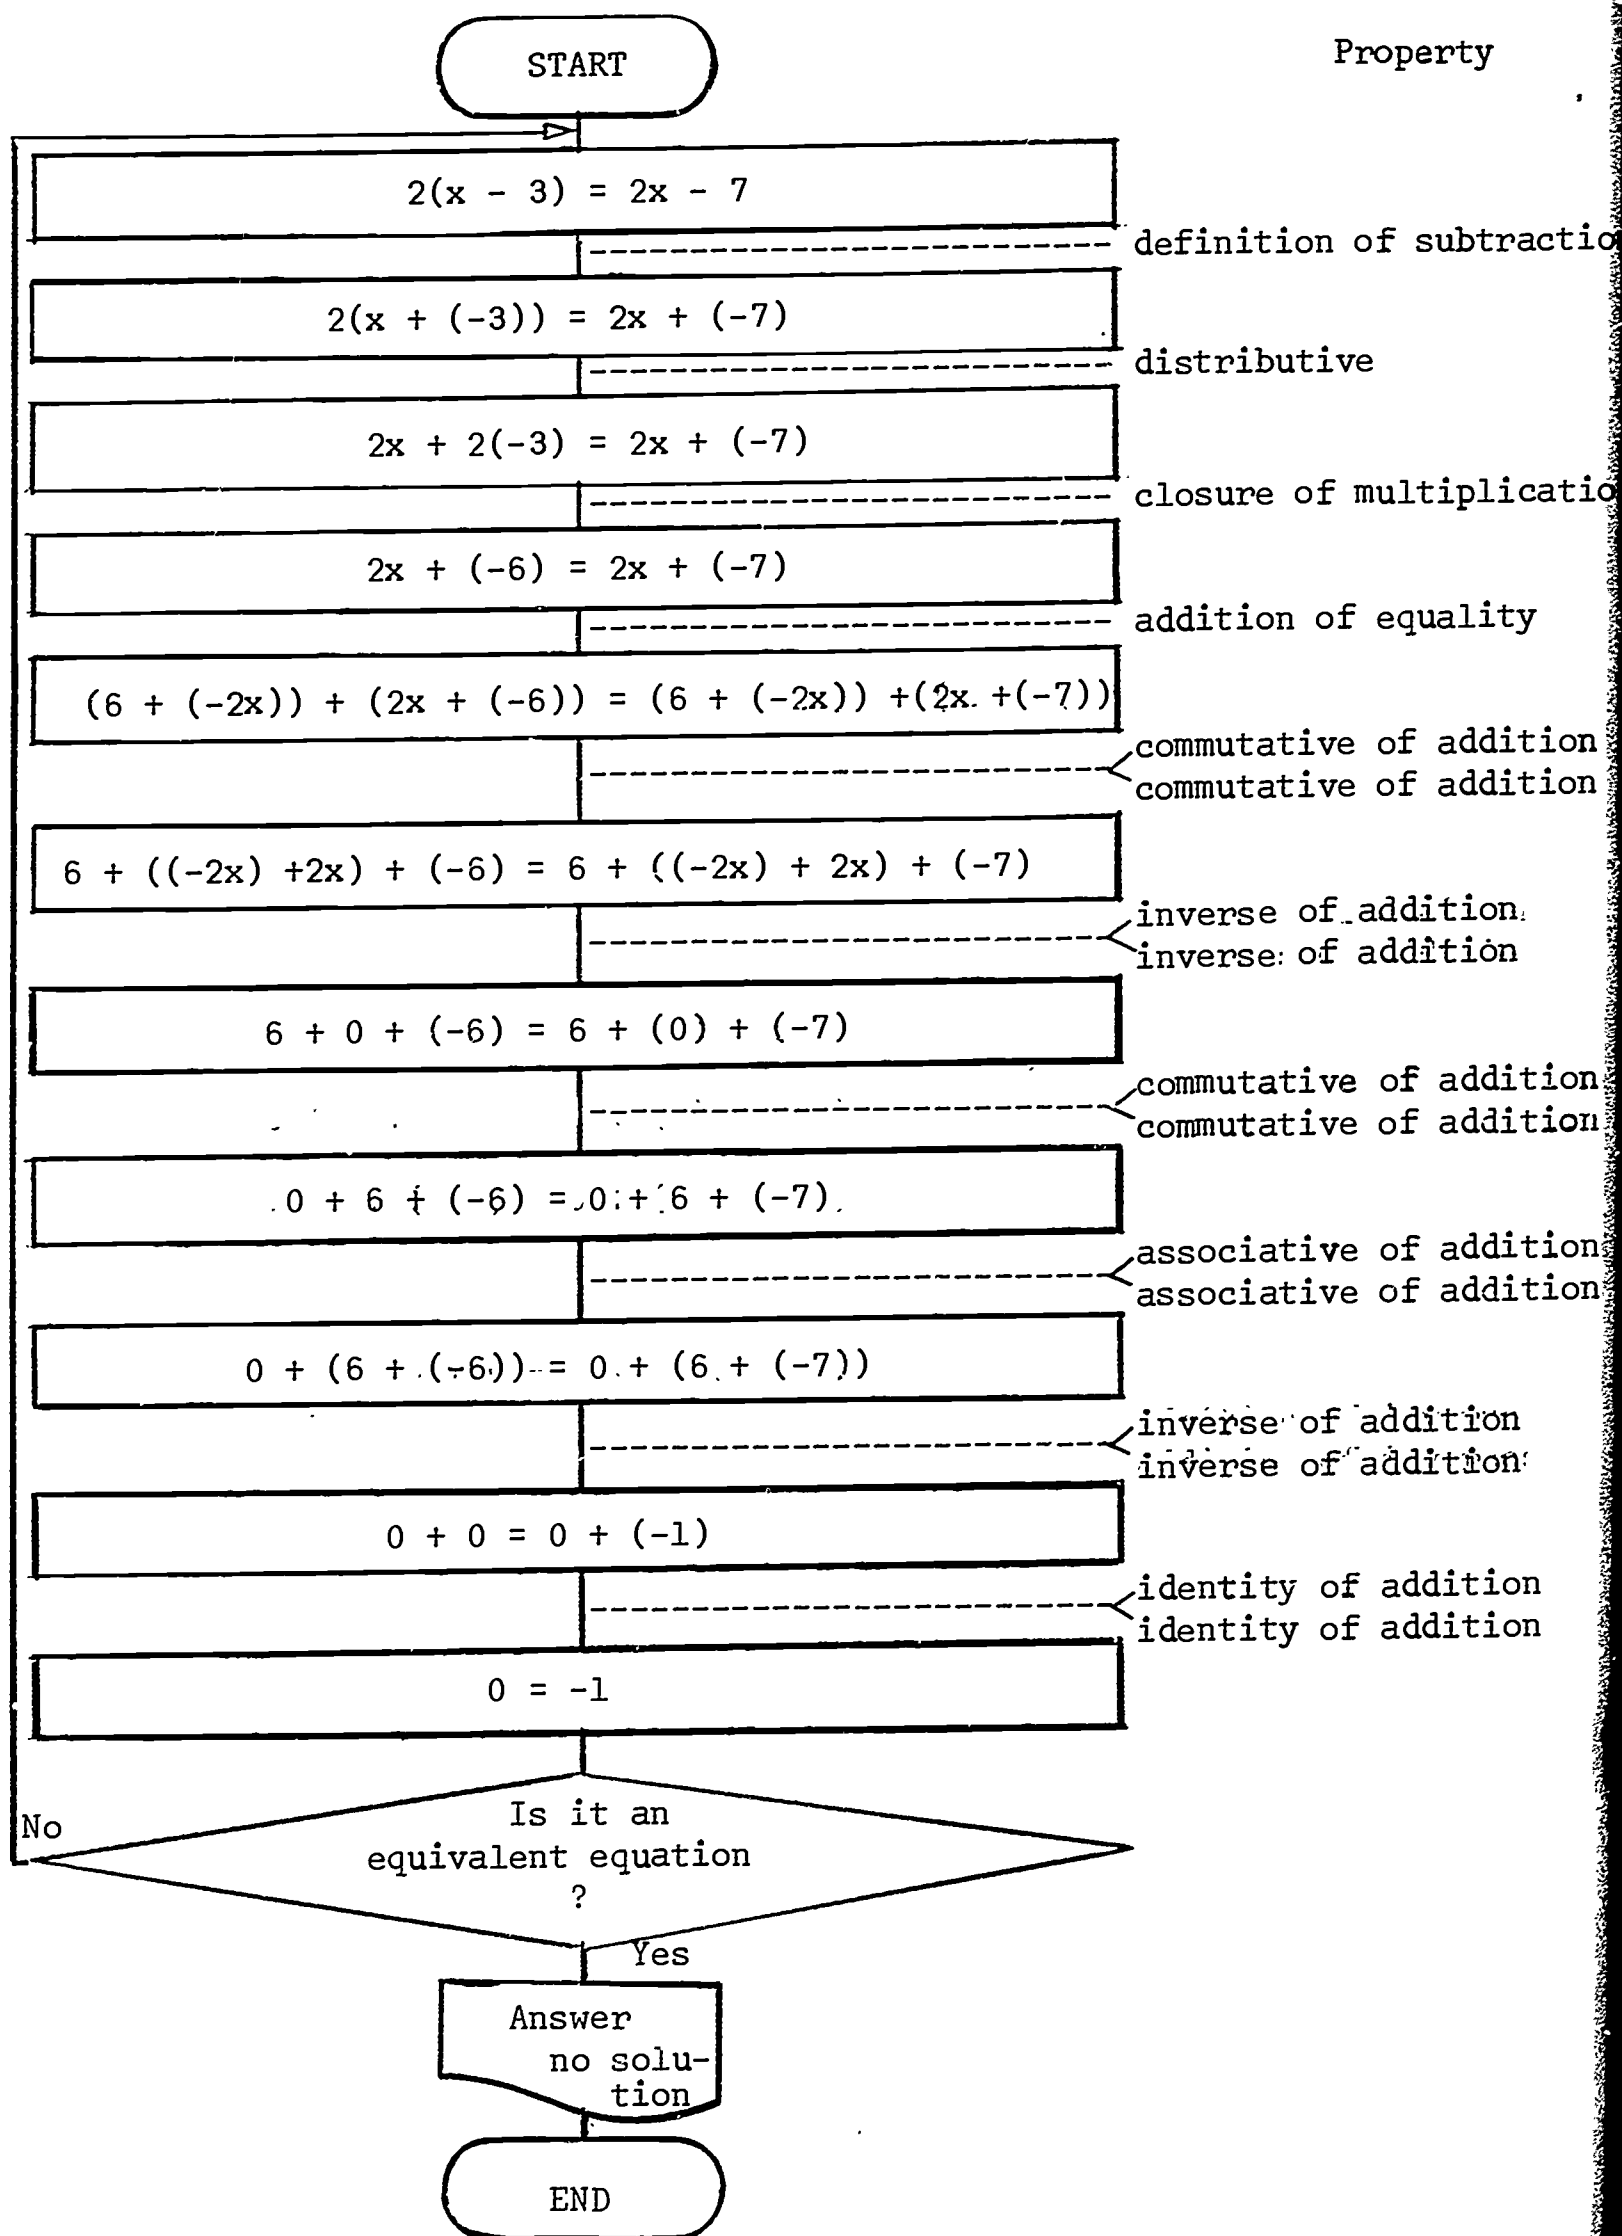 START
Property
2(x - 3) = 2x - 7
definition of subtractio
2(x + (-3)) = 2x + (-7)
distributive
2x + 2(-3) = 2x + (-7)
closure of multiplicatio
2x + (-6) = 2x + (-7)
addition of equality
(6 + (-2x)) + (2x + (-6)) = (6 + (-2x)) +(2x +(-7))
commutative of addition
commutative of addition
6 + ((-2x) +2x) + (-6) = 6 + ((-2x) + 2x) + (-7)
inverse of addition
inverse of addition
6 + 0 + (-6) = 6 + (0) + (-7)
commutative of addition
commutative of addition
0 + 6 + (-6) = 0 + 6 + (-7)
associative of addition
associative of addition
0 + (6 + (-6)) = 0 + (6 + (-7))
inverse of addition
inverse of addition
0 + 0 = 0 + (-1)
identity of addition
identity of addition
0 = -1
No
Is it an
equivalent equation
?
Yes
Answer
no solu-
tion
END